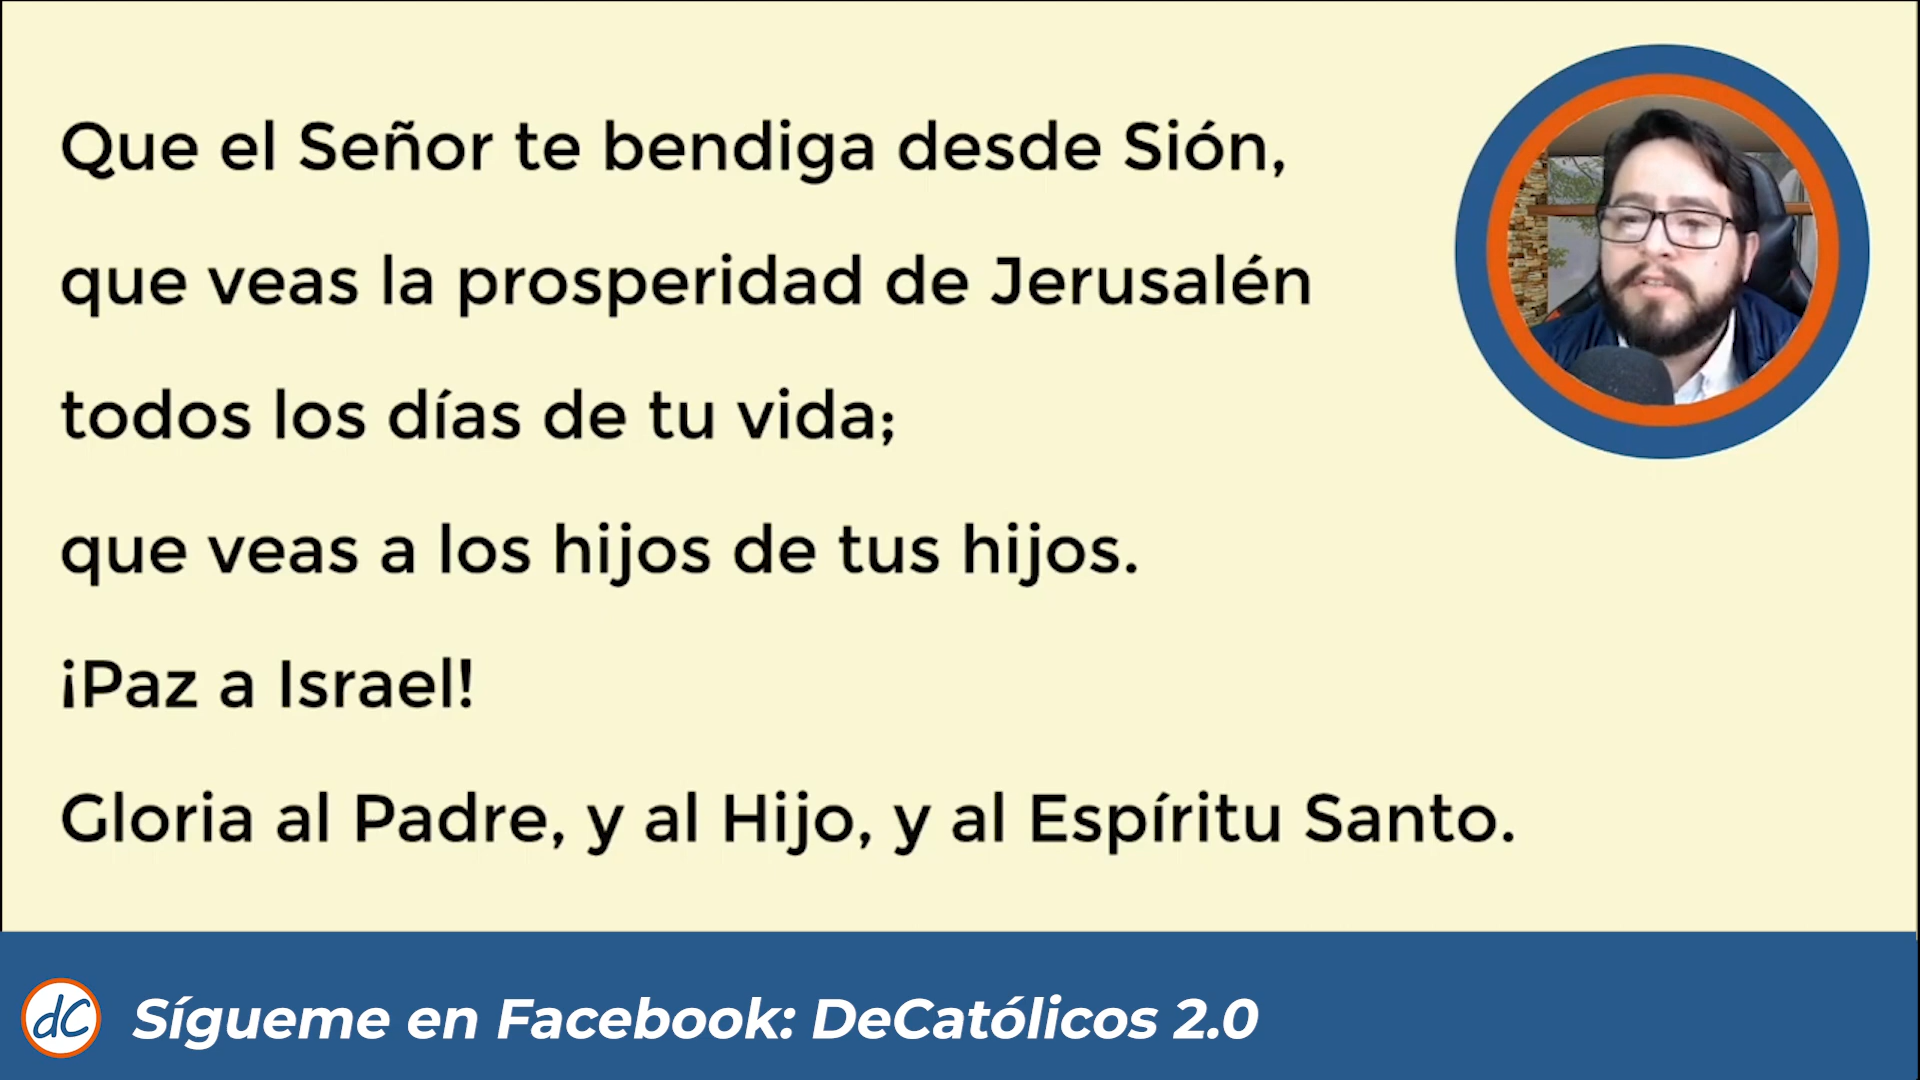 Que el Señor te bendiga desde Sión,
que veas la prosperidad de Jerusalén
todos los días de tu vida;
que veas a los hijos de tus hijos.
¡Paz a Israel!
Gloria al Padre, y al Hijo, y al Espíritu Santo.
dC Sígueme en Facebook: DeCatólicos 2.0